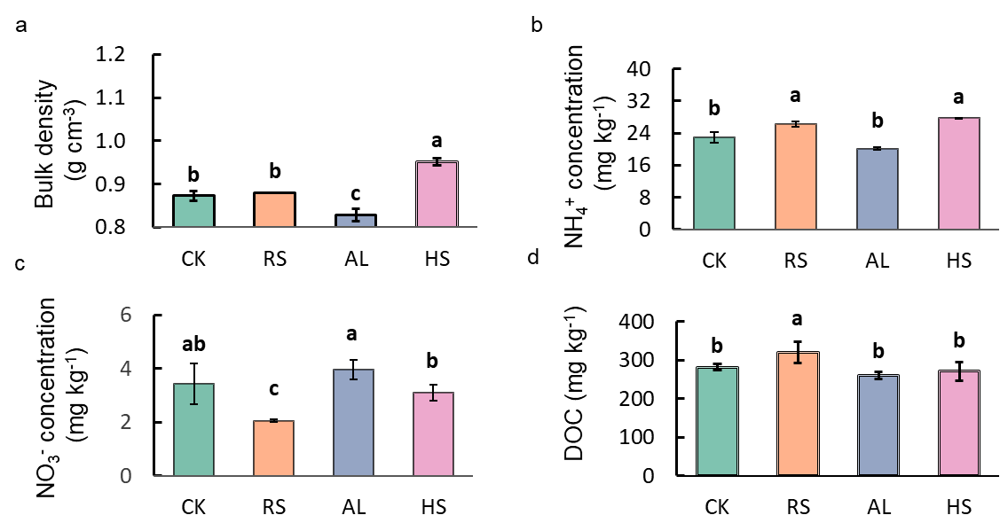 a
Bulk density
(g cm-3)
1.2
1.1
1.0
0.9
0.8
b
b
c
a
CK
RS
AL
HS
b
NH4+ concentration
(mg kg-1)
40
32
24
16
8
0
b
a
b
a
CK
RS
AL
HS
c
NO3- concentration
(mg kg-1)
6
4
2
0
ab
c
a
b
CK
RS
AL
HS
d
DOC (mg kg-1)
400
300
200
100
0
b
a
b
b
CK
RS
AL
HS